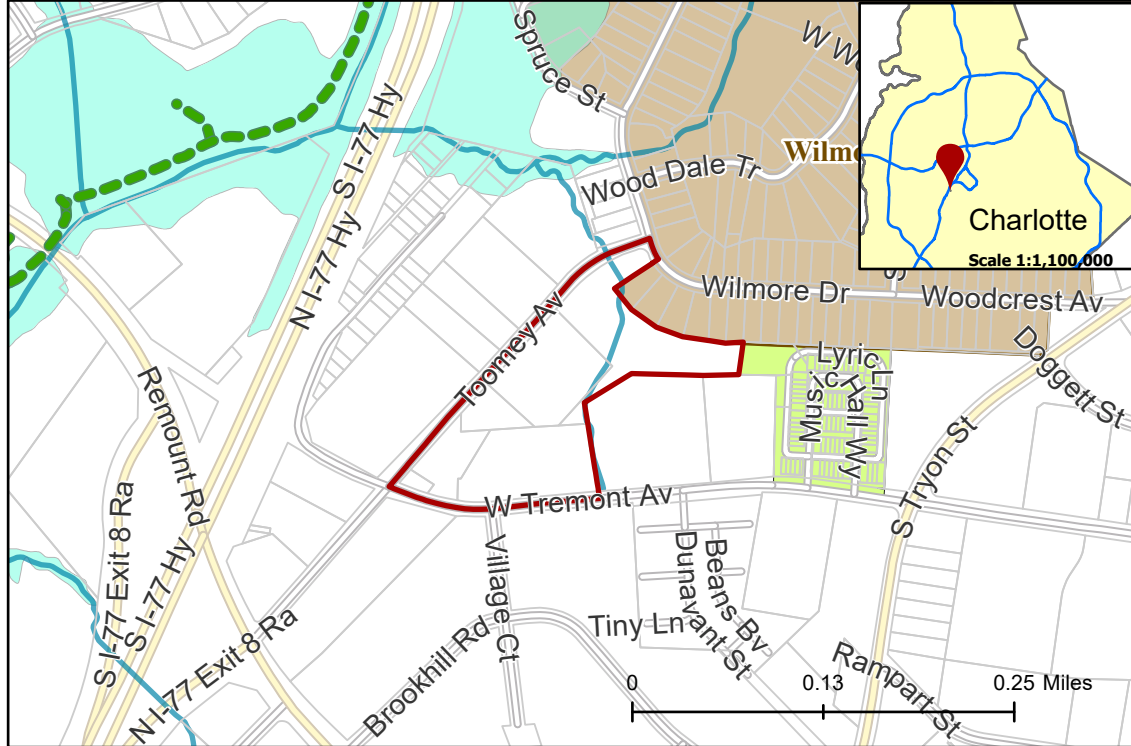 Spruce St
W W
Wilm
Charlotte
Scale 1:1,100,000
S I-77 Hy
N I-77 Hy
Wood Dale Tr
Wilmore Dr
Woodcrest Av
S
Toomey Av
Remount Rd
Lyric Ln
Music
Hall Wy
Doggett St
S Tryon St
W Tremont Av
S I-77 Exit 8 Ra
S I-77 Hy
N I-77 Exit 8 Ra
Village Ct
Brookhill Rd
Tiny Ln
Dunavant St
Beans Bv
Rampart St
0
0.13
0.25 Miles